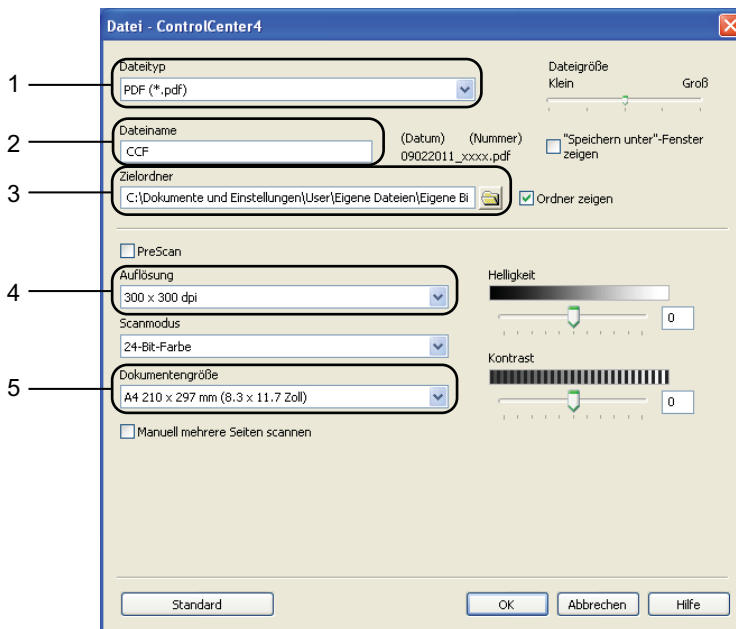 Datei - ControlCenter4
1
Dateityp
PDF (*.pdf)
Dateigröße
Klein Groß
2
Dateiname
CCF
(Datum) (Nummer)
09022011_xxxx.pdf
"Speichern unter"-Fenster
zeigen
3
Zielordner
C:\Dokumente und Einstellungen\User\Eigene Dateien\Eigene Bi
Ordner zeigen
PreScan
4
Auflösung
300 x 300 dpi
Scanmodus
24-Bit-Farbe
5
Dokumentengröße
A4 210 x 297 mm (8.3 x 11.7 Zoll)
Manuell mehrere Seiten scannen
Helligkeit
0
Kontrast
0
Standard
OK
Abbrechen
Hilfe